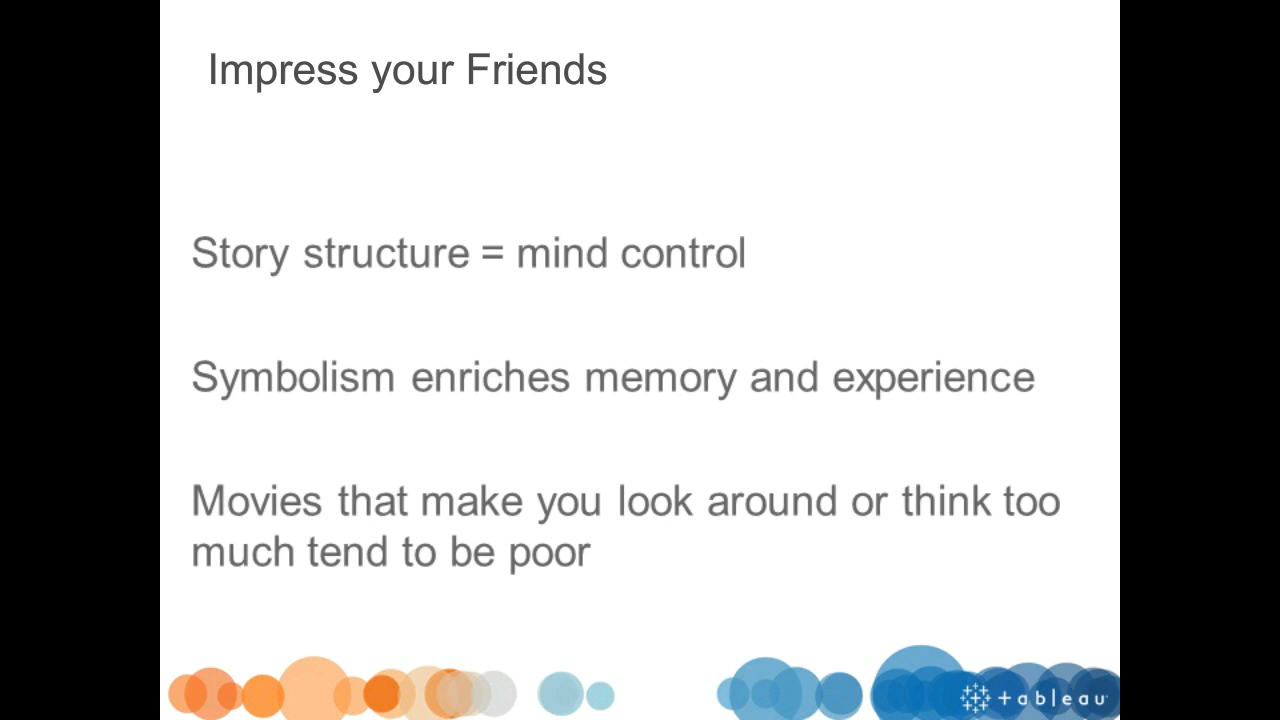 Impress your Friends
Story structure = mind control
Symbolism enriches memory and experience
Movies that make you look around or think too
much tend to be poor
+ableau